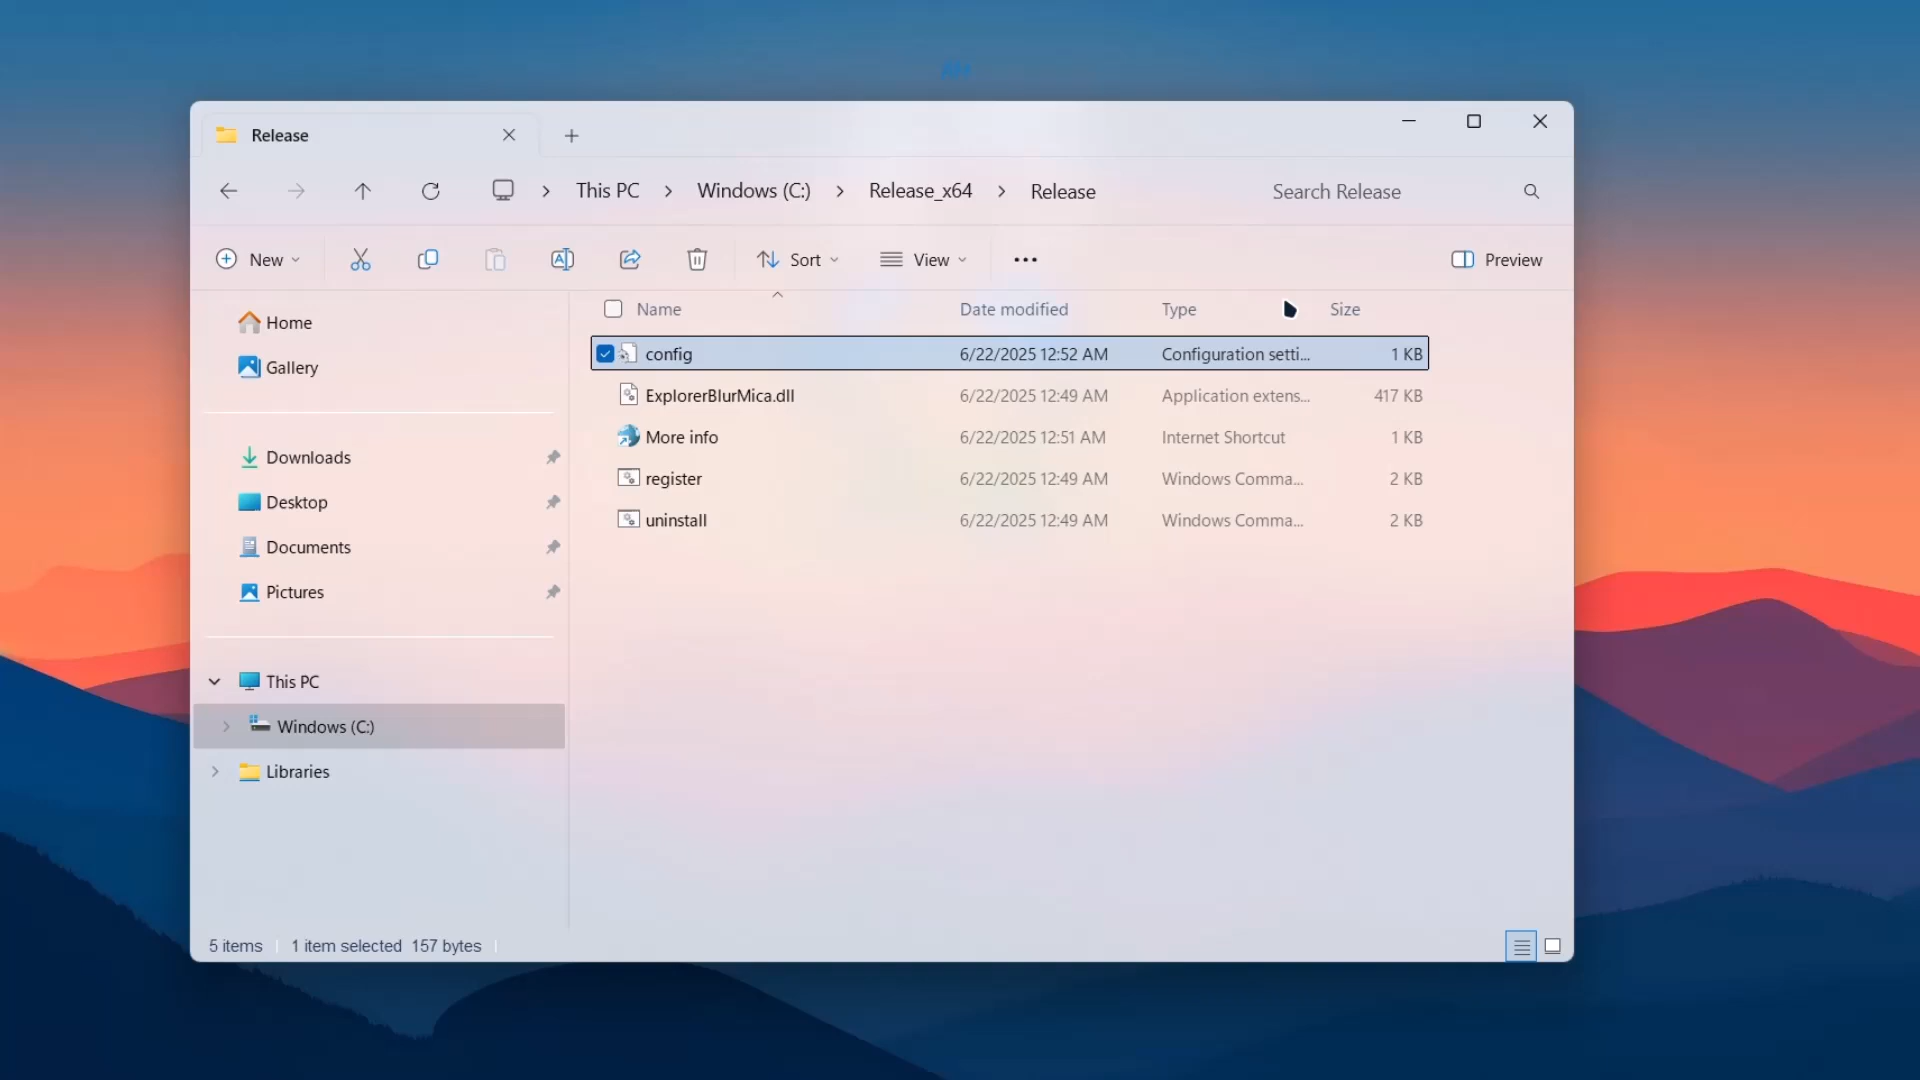 Release
This PC > Windows (C:) > Release_x64 > Release
Search Release
New
Sort
View
Preview
Name
Date modified
Type
Size
config 6/22/2025 12:52 AM Configuration setti... 1 KB
ExplorerBlurMica.dll 6/22/2025 12:49 AM Application extens... 417 KB
More info 6/22/2025 12:51 AM Internet Shortcut 1 KB
register 6/22/2025 12:49 AM Windows Comma... 2 KB
uninstall 6/22/2025 12:49 AM Windows Comma... 2 KB
Home
Gallery
Downloads
Desktop
Documents
Pictures
This PC
Windows (C:)
Libraries
5 items 1 item selected 157 bytes